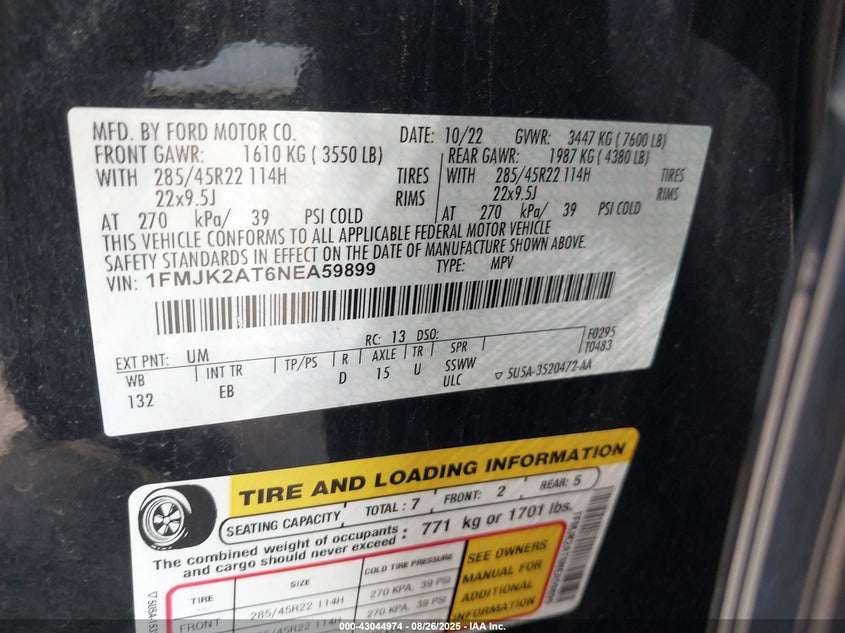 MFD. BY FORD MOTOR CO. DATE: 10/22 GVWR: 3447 KG ( 7600 LB)
FRONT GAWR: 1610 KG ( 3550 LB) REAR GAWR: 1987 KG ( 4380 LB)
WITH 285/45R22 114H TIRES WITH 285/45R22 114H TIRES
22x9.5J RIMS 22x9.5J RIMS
AT 270 kPa/ 39 PSI COLD AT 270 kPa/ 39 PSI COLD
THIS VEHICLE CONFORMS TO ALL APPLICABLE FEDERAL MOTOR VEHICLE
SAFETY STANDARDS IN EFFECT ON THE DATE OF MANUFACTURE SHOWN ABOVE.
VIN: 1FMJK2AT6NEA59899 TYPE: MPV
EXT PNT: UM RC: 13 DSO: F0295
T0483
WB INT TR TP/PS R AXLE TR SPR
132 EB D 15 U SSWW
ULC ▽ 5U5A-3520472-AA
TIRE AND LOADING INFORMATION
SEATING CAPACITY TOTAL: 7 FRONT: 2 REAR: 5
The combined weight of occupants and cargo should never exceed : 771 kg or 1701 lbs.
TIRE SIZE COLD TIRE PRESSURE
FRONT 285/45R22 114H 270 KPA, 39 PSI
285/45R22 114H 270 KPA, 39 PSI
SEE OWNERS
MANUAL FOR
ADDITIONAL
INFORMATION
000-43044974 - 08/26/2025 - IAA Inc.